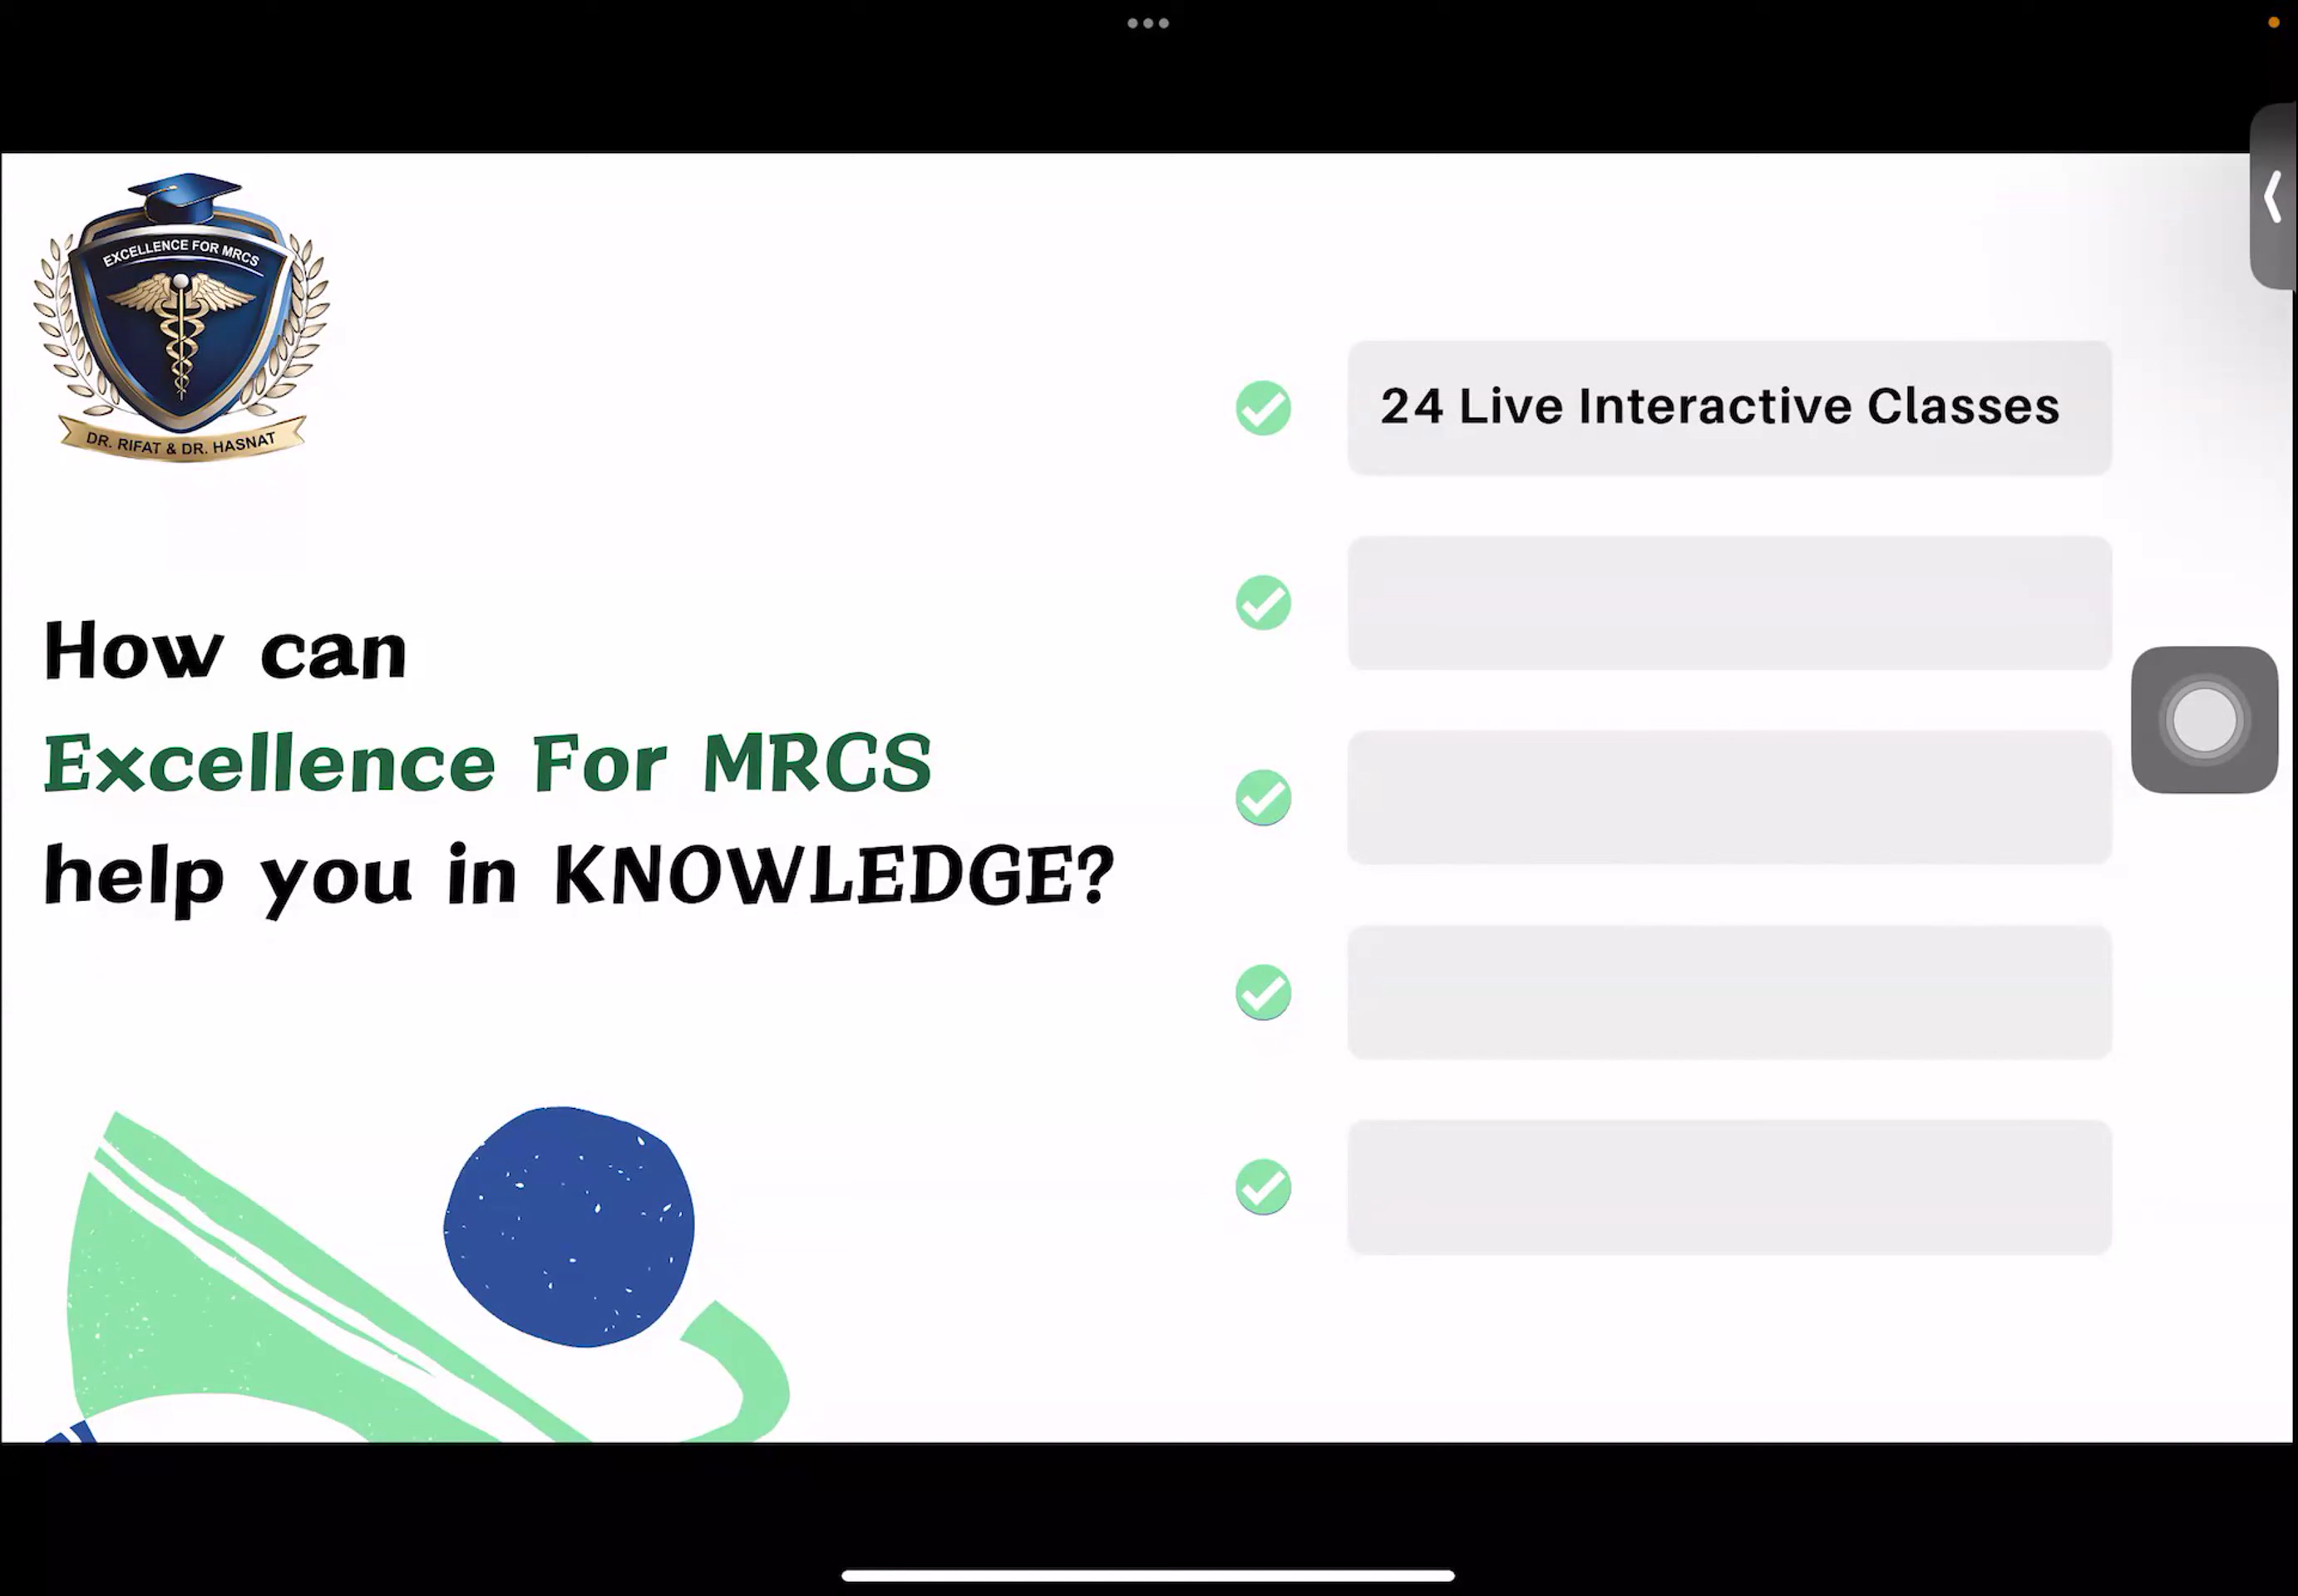 EXCELLENCE FOR MRCS
DR. RIFAT & DR. HASNAT
How can
Excellence For MRCS
help you in KNOWLEDGE?
24 Live Interactive Classes